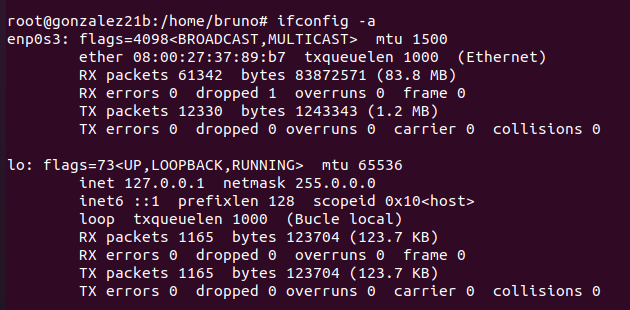 root@gonzalez21b:/home/bruno# ifconfig -a
enp0s3: flags=4098<BROADCAST,MULTICAST>  mtu 1500
        ether 08:00:27:37:89:b7  txqueuelen 1000  (Ethernet)
        RX packets 61342  bytes 83872571 (83.8 MB)
        RX errors 0  dropped 1  overruns 0  frame 0
        TX packets 12330  bytes 1243343 (1.2 MB)
        TX errors 0  dropped 0 overruns 0  carrier 0  collisions 0

lo: flags=73<UP,LOOPBACK,RUNNING>  mtu 65536
        inet 127.0.0.1  netmask 255.0.0.0
        inet6 ::1  prefixlen 128  scopeid 0x10<host>
        loop  txqueuelen 1000  (Bucle local)
        RX packets 1165  bytes 123704 (123.7 KB)
        RX errors 0  dropped 0  overruns 0  frame 0
        TX packets 1165  bytes 123704 (123.7 KB)
        TX errors 0  dropped 0 overruns 0  carrier 0  collisions 0